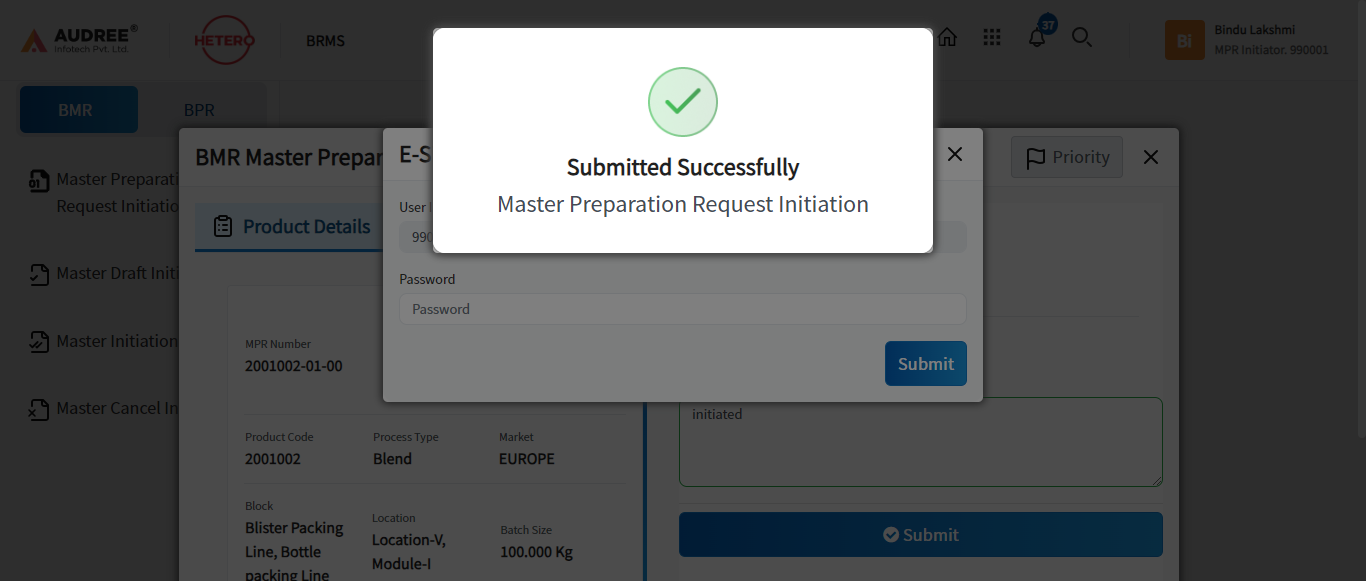 AUDREE®
Infotech Pvt. Ltd.
HETERO
BRMS
37
Bi
Bindu Lakshmi
MPR Initiator. 990001
BMR
BPR
Submitted Successfully
Master Preparation Request Initiation
Master Preparati
Request Initiatio
Master Draft Initi
Master Initiation
Master Cancel In
BMR Master Prepar
Priority
Product Details
E-S
User I
990
Password
Password
Submit
MPR Number
2001002-01-00
Product Code
2001002
Process Type
Blend
Market
EUROPE
Block
Blister Packing
Line, Bottle
packing Line
Location
Location-V,
Module-I
Batch Size
100.000 Kg
initiated
Submit